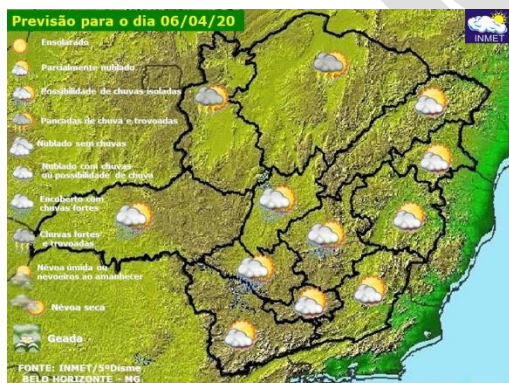 Previsão para o dia 06/04/20
INMET
Ensolarado
Parcialmente nublado
Possibilidade de chuvas isoladas
Pancadas de chuva e trovoadas
Nublado sem chuvas
Nublado com chuvas
ou possibilidade de chuva
Encoberto com
chuvas fortes
Chuvas fortes
e trovoadas
Névoa úmida ou
nevoeiros ao amanhecer
Névoa seca
Geada
FONTE: INMET/5ºDisme
BELO HORIZONTE - MG